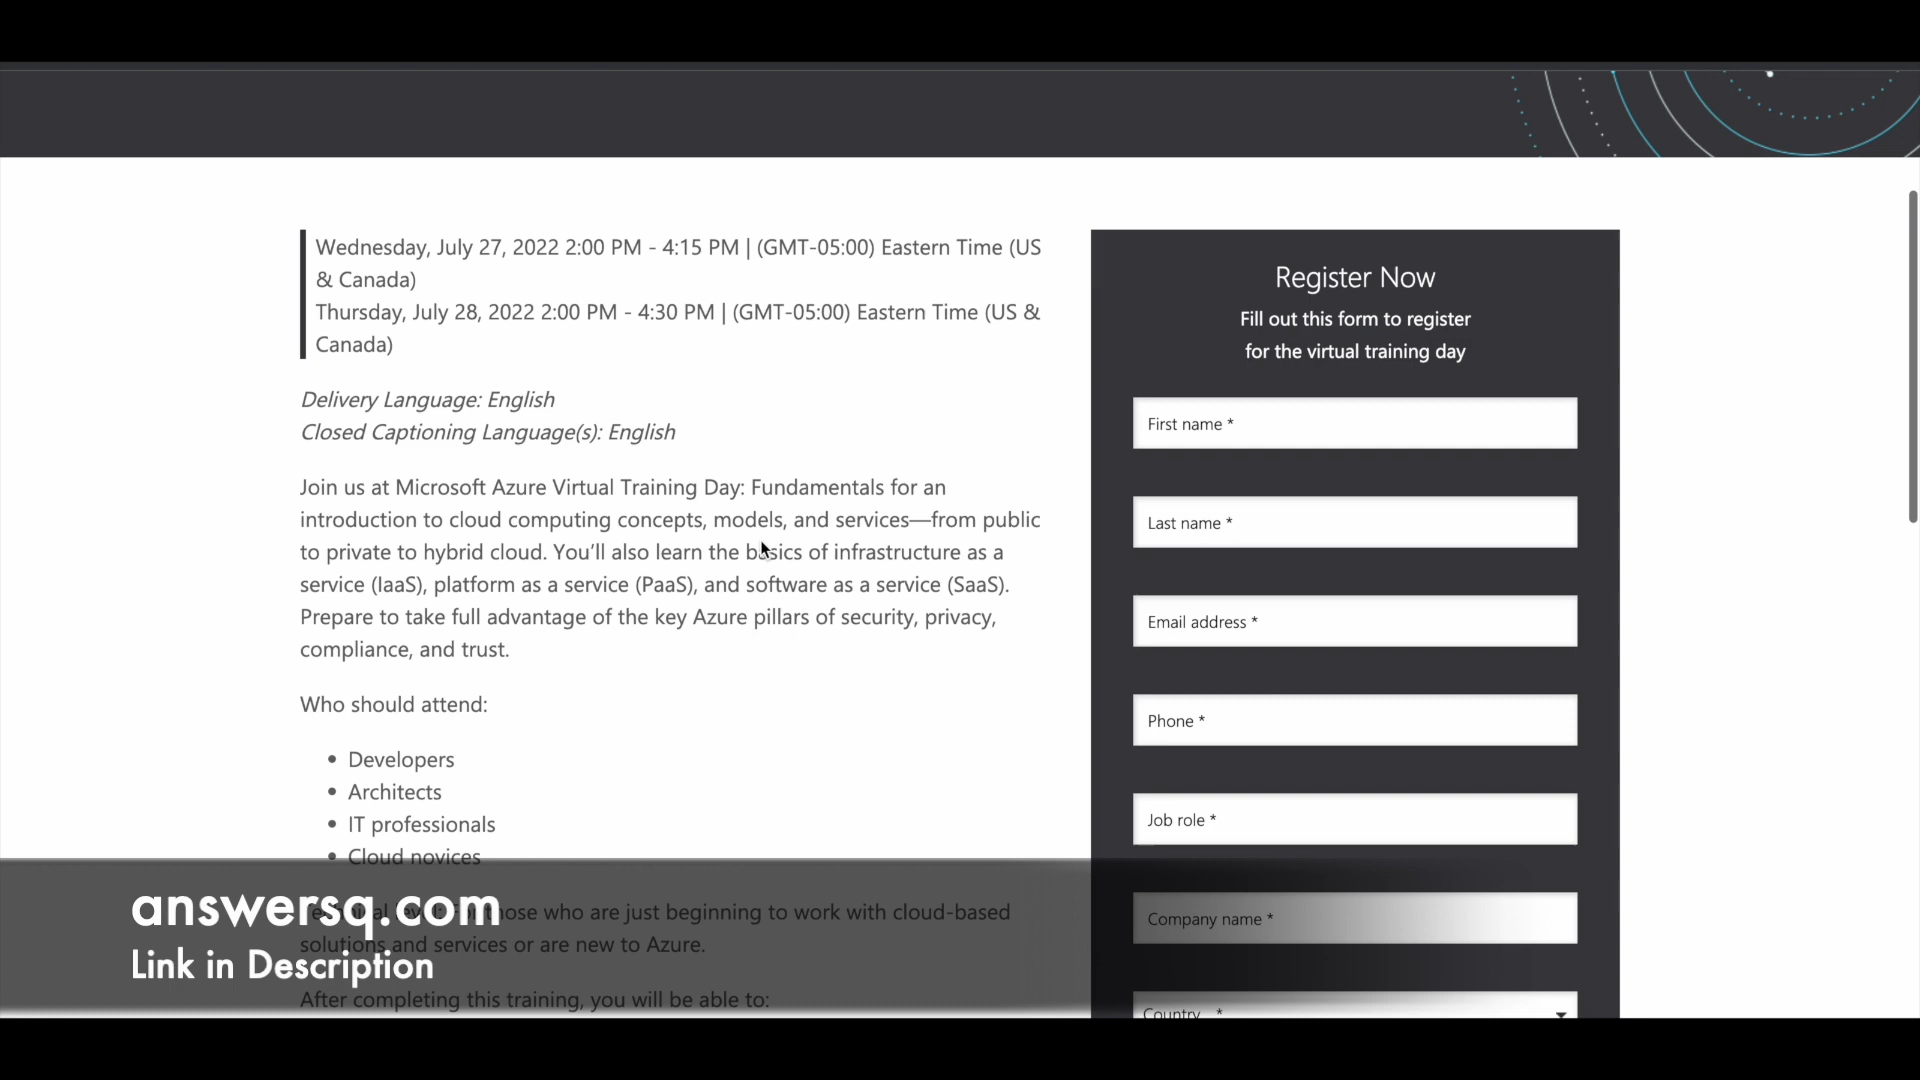 Wednesday, July 27, 2022 2:00 PM - 4:15 PM | (GMT-05:00) Eastern Time (US
& Canada)
Thursday, July 28, 2022 2:00 PM - 4:30 PM | (GMT-05:00) Eastern Time (US &
Canada)
Delivery Language: English
Closed Captioning Language(s): English
Join us at Microsoft Azure Virtual Training Day: Fundamentals for an
introduction to cloud computing concepts, models, and services—from public
to private to hybrid cloud. You'll also learn the basics of infrastructure as a
service (IaaS), platform as a service (PaaS), and software as a service (SaaS).
Prepare to take full advantage of the key Azure pillars of security, privacy,
compliance, and trust.
Who should attend:
• Developers
• Architects
• IT professionals
• Cloud novices
those who are just beginning to work with cloud-based
solutions and services or are new to Azure.
After completing this training, you will be able to:
answersq.com
Link in Description
Register Now
Fill out this form to register
for the virtual training day
First name *
Last name *
Email address *
Phone *
Job role *
Company name *
Country *